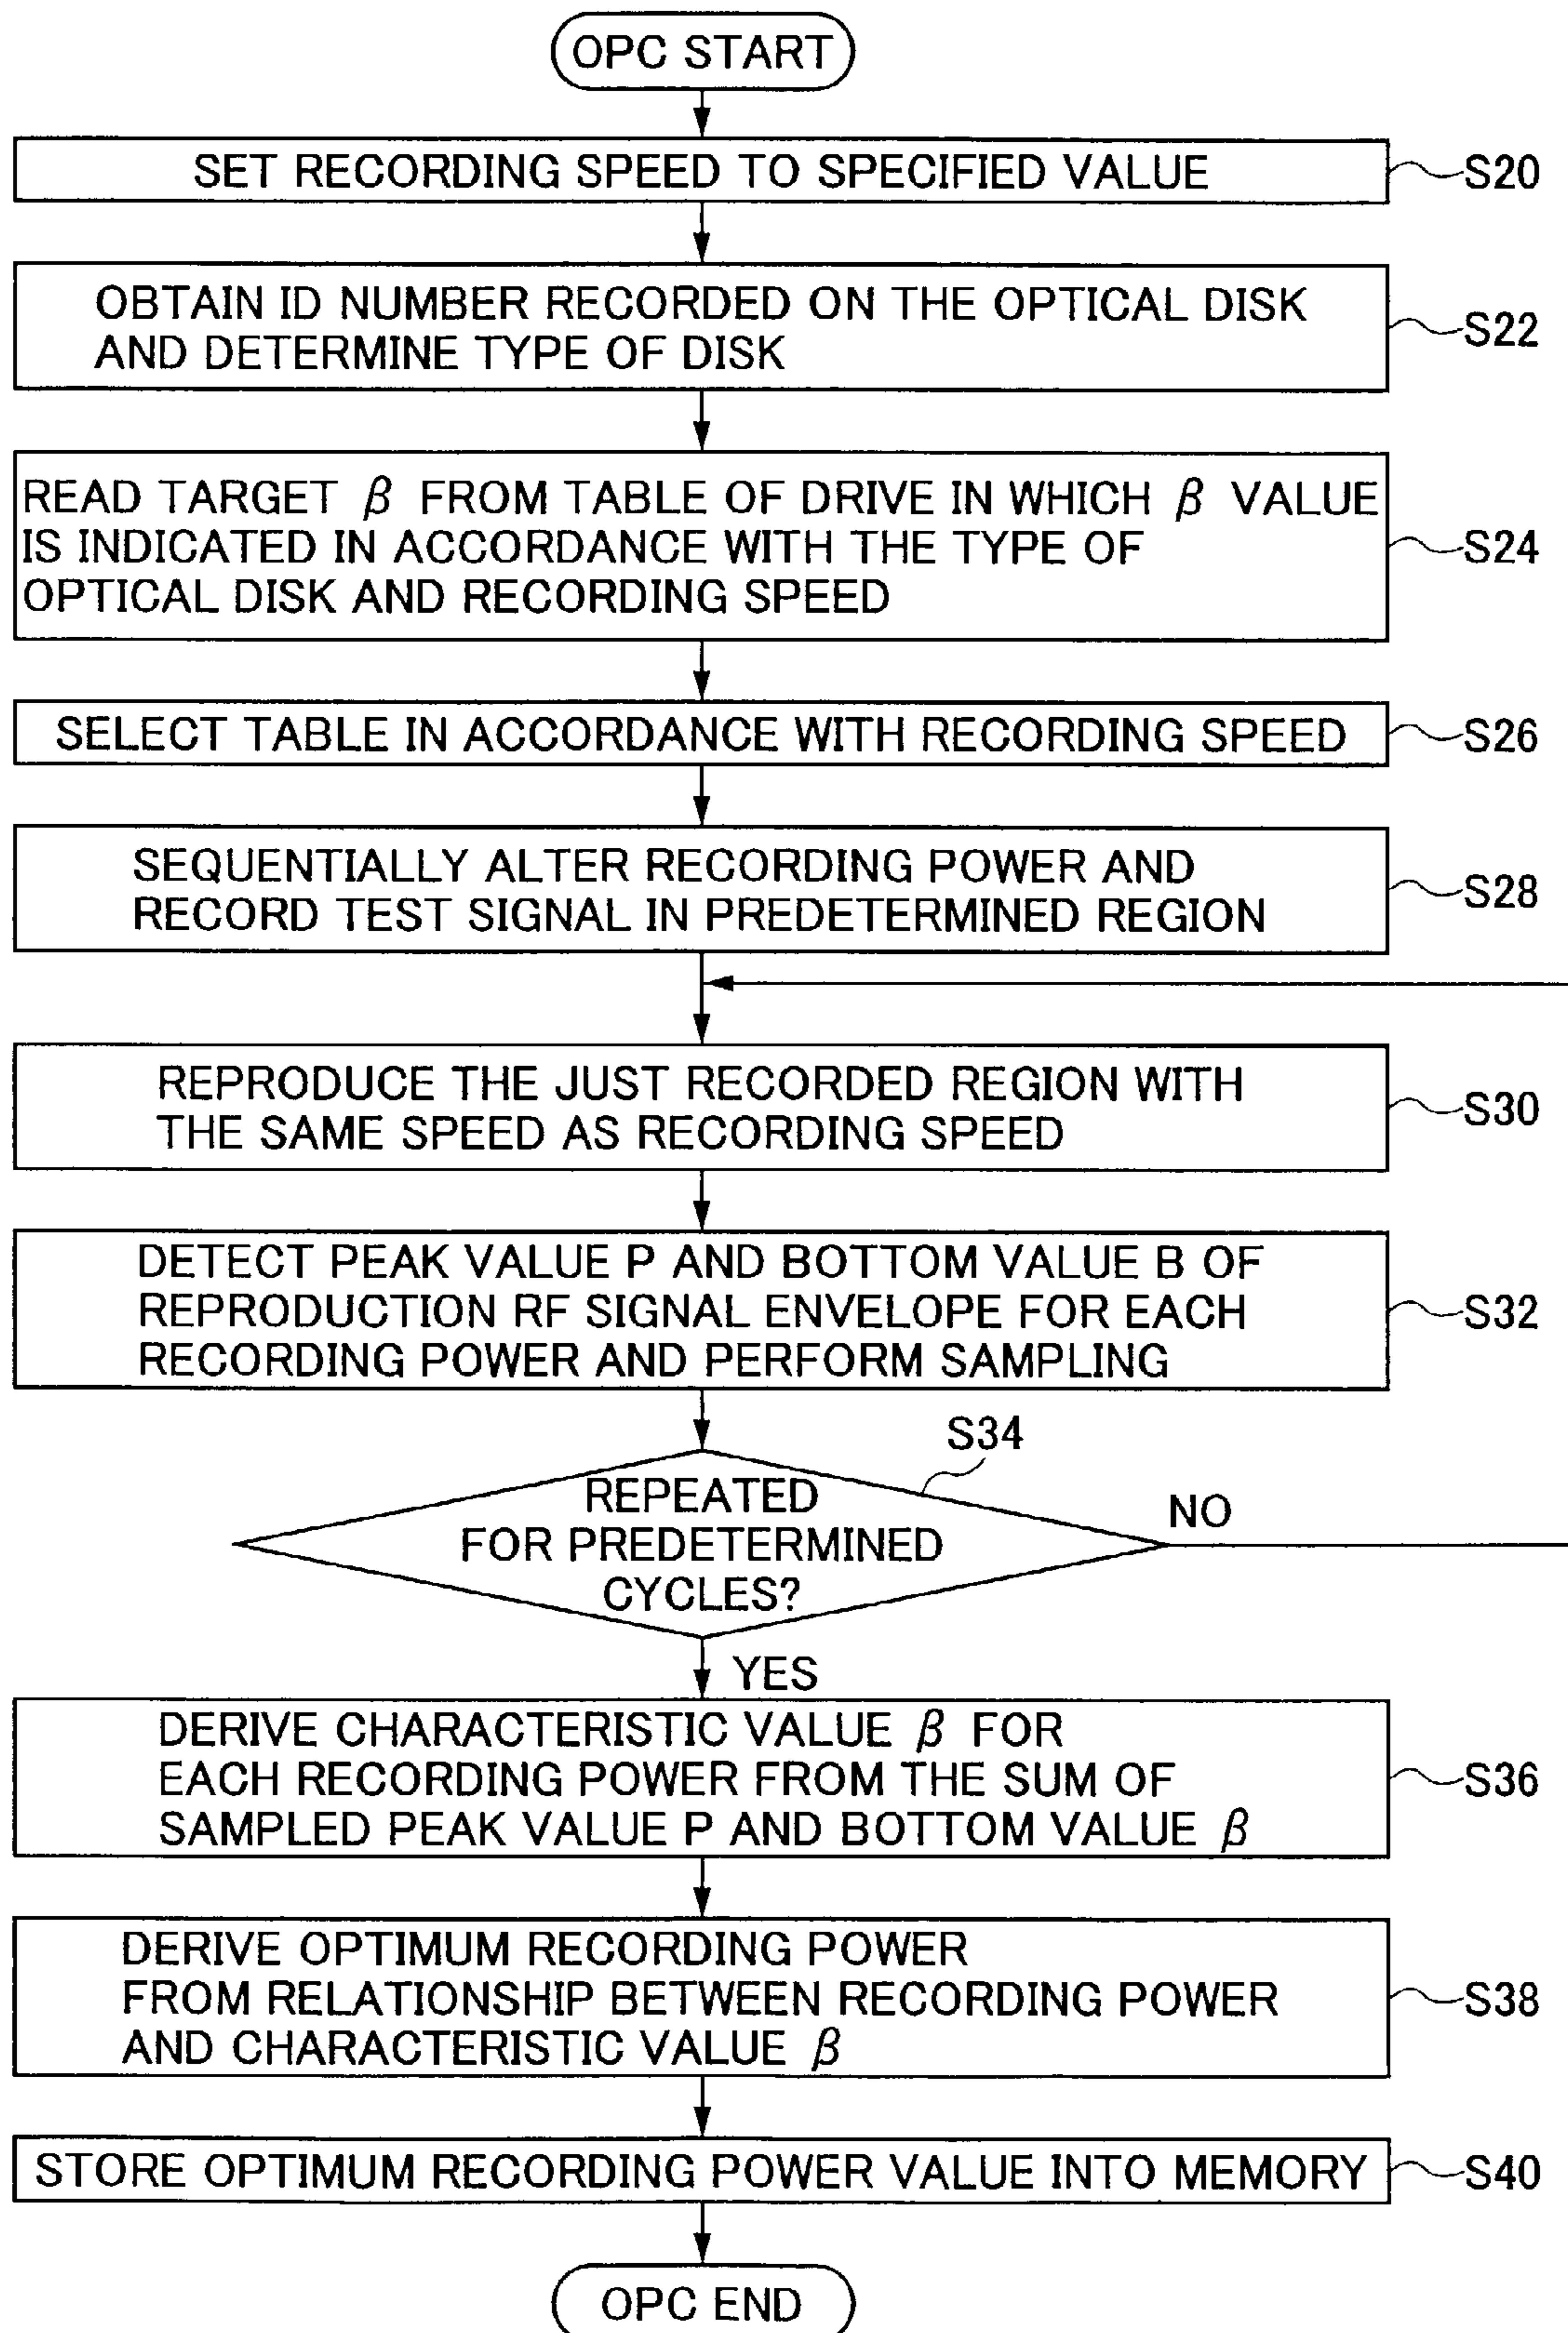 OPC START
SET RECORDING SPEED TO SPECIFIED VALUE
S20
OBTAIN ID NUMBER RECORDED ON THE OPTICAL DISK
AND DETERMINE TYPE OF DISK
S22
READ TARGET β FROM TABLE OF DRIVE IN WHICH β VALUE
IS INDICATED IN ACCORDANCE WITH THE TYPE OF
OPTICAL DISK AND RECORDING SPEED
S24
SELECT TABLE IN ACCORDANCE WITH RECORDING SPEED
S26
SEQUENTIALLY ALTER RECORDING POWER AND
RECORD TEST SIGNAL IN PREDETERMINED REGION
S28
REPRODUCE THE JUST RECORDED REGION WITH
THE SAME SPEED AS RECORDING SPEED
S30
DETECT PEAK VALUE P AND BOTTOM VALUE B OF
REPRODUCTION RF SIGNAL ENVELOPE FOR EACH
RECORDING POWER AND PERFORM SAMPLING
S32
S34
REPEATED
FOR PREDETERMINED
CYCLES?
NO
YES
DERIVE CHARACTERISTIC VALUE β FOR
EACH RECORDING POWER FROM THE SUM OF
SAMPLED PEAK VALUE P AND BOTTOM VALUE β
S36
DERIVE OPTIMUM RECORDING POWER
FROM RELATIONSHIP BETWEEN RECORDING POWER
AND CHARACTERISTIC VALUE β
S38
STORE OPTIMUM RECORDING POWER VALUE INTO MEMORY
S40
OPC END